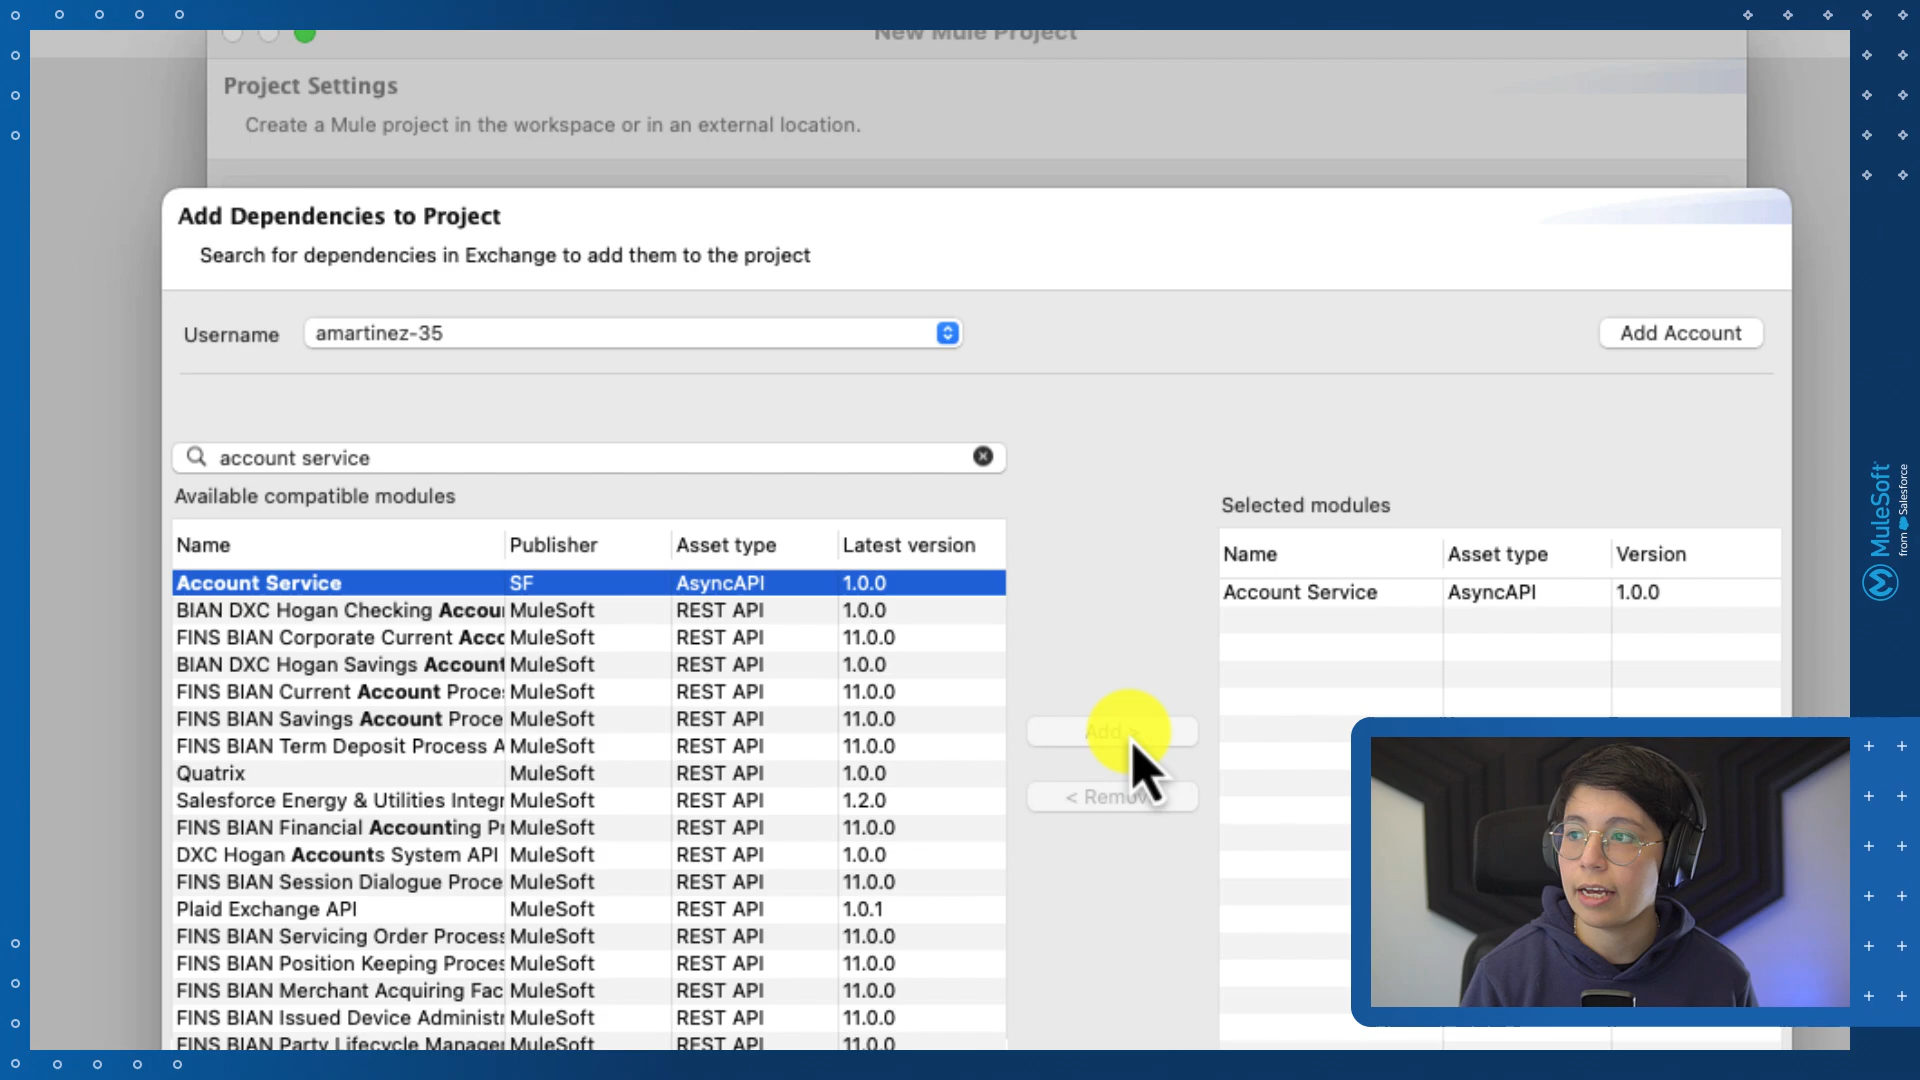 New Mule Project
Project Settings
Create a Mule project in the workspace or in an external location.
Add Dependencies to Project
Search for dependencies in Exchange to add them to the project
Username
amartinez-35
Add Account
account service
Available compatible modules
Name Publisher Asset type Latest version
Account Service SF AsyncAPI 1.0.0
BIAN DXC Hogan Checking Accou MuleSoft REST API 1.0.0
FINS BIAN Corporate Current Acc MuleSoft REST API 11.0.0
BIAN DXC Hogan Savings Account MuleSoft REST API 1.0.0
FINS BIAN Current Account Proce MuleSoft REST API 11.0.0
FINS BIAN Savings Account Proce MuleSoft REST API 11.0.0
FINS BIAN Term Deposit Process A MuleSoft REST API 11.0.0
Quatrix MuleSoft REST API 1.0.0
Salesforce Energy & Utilities Integr MuleSoft REST API 1.2.0
FINS BIAN Financial Accounting Pr MuleSoft REST API 11.0.0
DXC Hogan Accounts System API MuleSoft REST API 1.0.0
FINS BIAN Session Dialogue Proce MuleSoft REST API 11.0.0
Plaid Exchange API MuleSoft REST API 1.0.1
FINS BIAN Servicing Order Process MuleSoft REST API 11.0.0
FINS BIAN Position Keeping Proces MuleSoft REST API 11.0.0
FINS BIAN Merchant Acquiring Fac MuleSoft REST API 11.0.0
FINS BIAN Issued Device Administr MuleSoft REST API 11.0.0
FINS BIAN Party Lifecycle Manager MuleSoft REST API 11.0.0
Add >
< Remov
Selected modules
Name Asset type Version
Account Service AsyncAPI 1.0.0
MuleSoft
from Salesforce